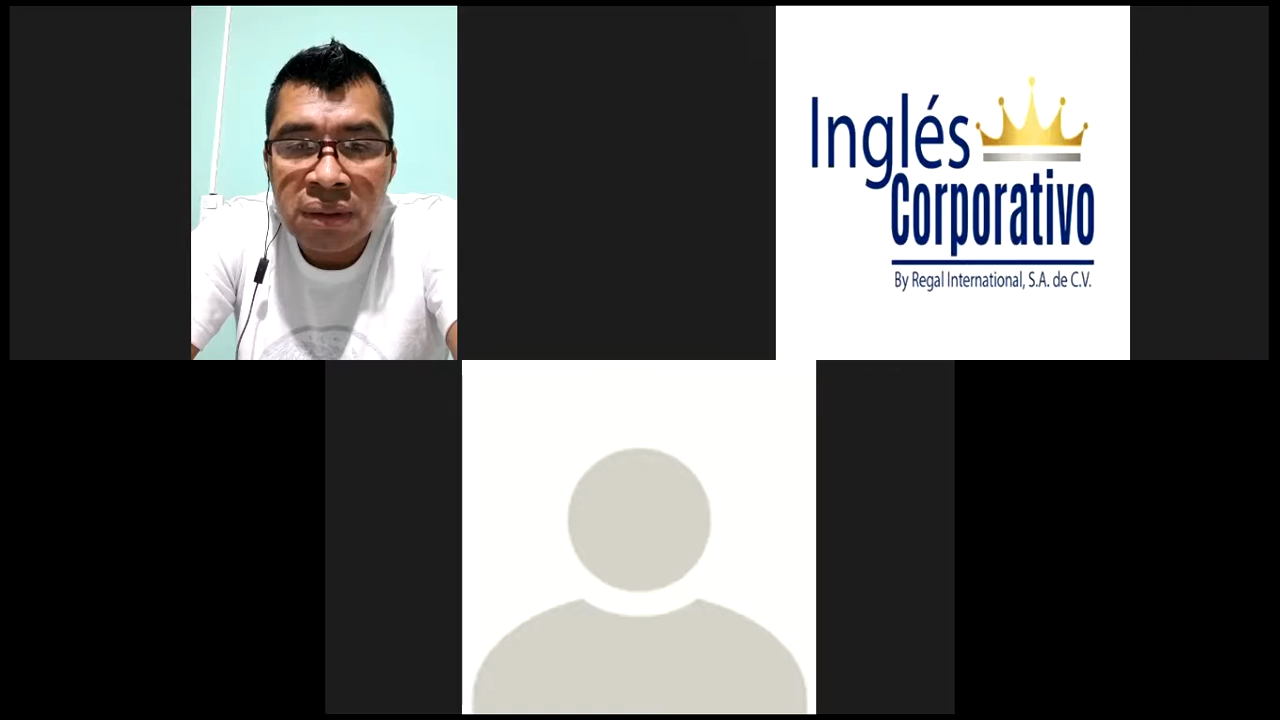 Inglés
Corporativo
By Regal International, S.A. de C.V.